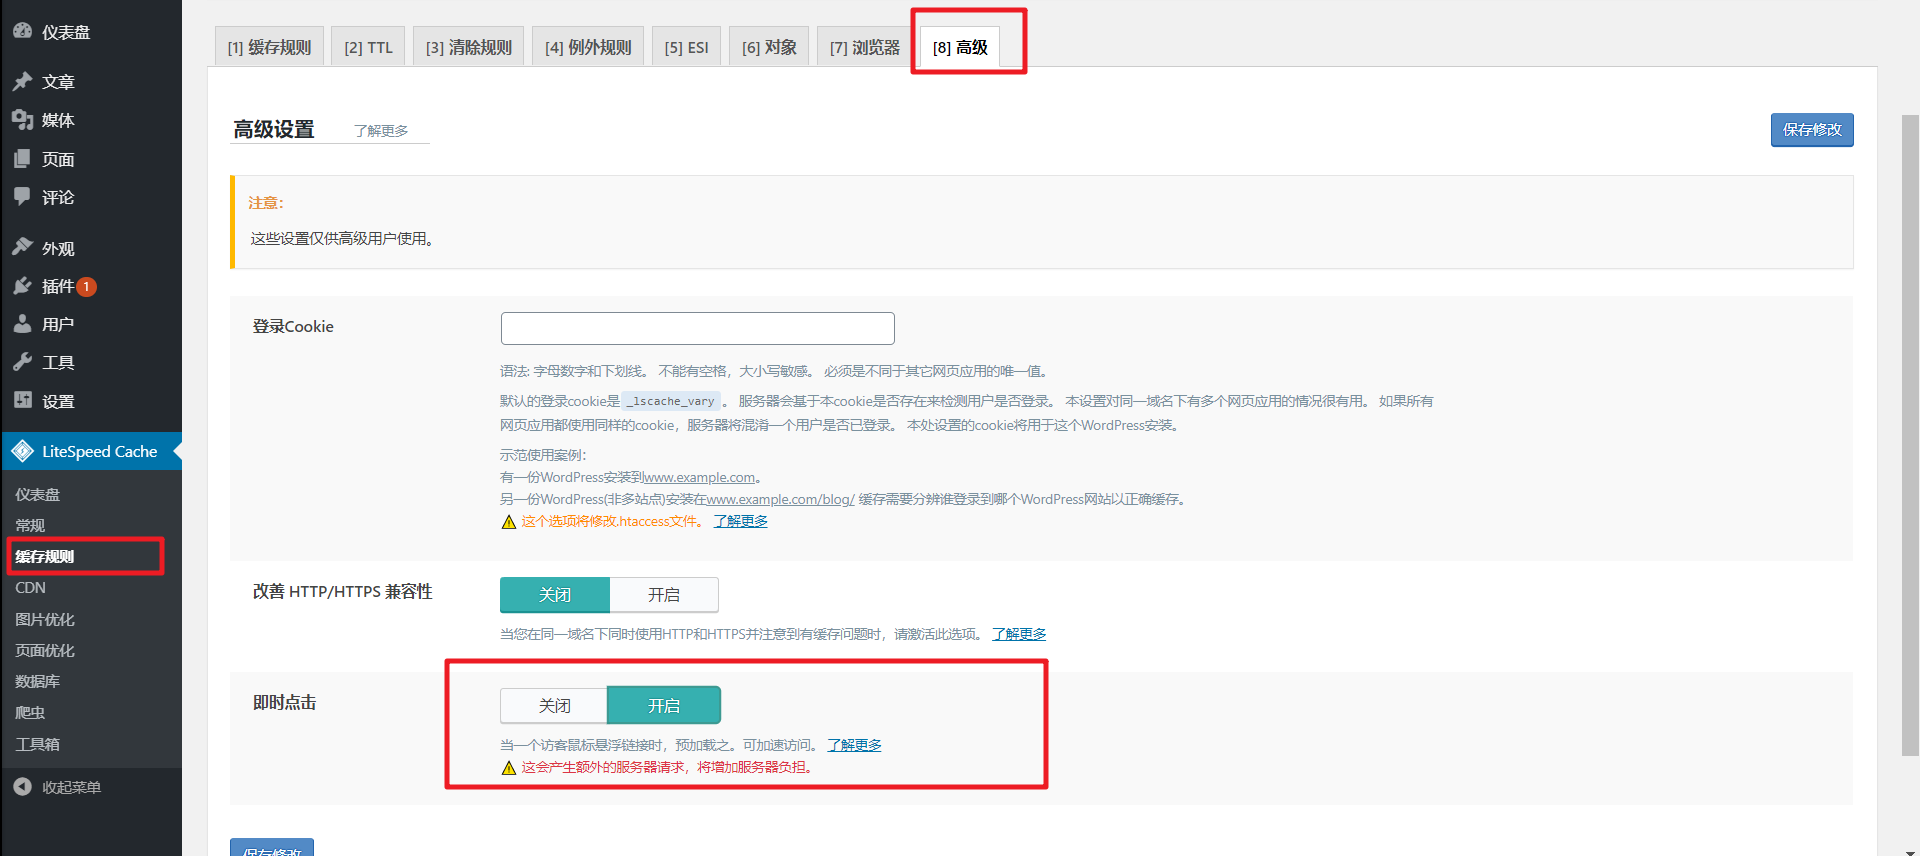 仪表盘
文章
媒体
页面
评论
外观
插件 1
用户
工具
设置
LiteSpeed Cache
仪表盘
常规
缓存规则
CDN
图片优化
页面优化
数据库
爬虫
工具箱
收起菜单
[1] 缓存规则 [2] TTL [3] 清除规则 [4] 例外规则 [5] ESI [6] 对象 [7] 浏览器 [8] 高级
高级设置 了解更多
保存修改
注意:
这些设置仅供高级用户使用。
登录Cookie
语法: 字母数字和下划线。 不能有空格，大小写敏感。 必须是不同于其它网页应用的唯一值。
默认的登录cookie是 _lscache_vary 。 服务器会基于本cookie是否存在来检测用户是否登录。 本设置对同一域名下有多个网页应用的情况很有用。 如果所有
网页应用都使用同样的cookie，服务器将混淆一个用户是否已登录。 本处设置的cookie将用于这个WordPress安装。
示范使用案例:
有一份WordPress安装到www.example.com。
另一份WordPress(非多站点)安装在www.example.com/blog/ 缓存需要分辨谁登录到哪个WordPress网站以正确缓存。
这个选项将修改.htaccess文件。 了解更多
改善 HTTP/HTTPS 兼容性
关闭 开启
当您在同一域名下同时使用HTTP和HTTPS并注意到有缓存问题时，请激活此选项。 了解更多
即时点击
关闭 开启
当一个访客鼠标悬浮链接时，预加载之。可加速访问。 了解更多
这会产生额外的服务器请求，将增加服务器负担。
保存修改